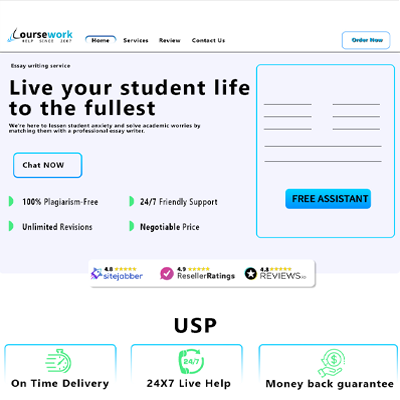 Coursework
HELP SINCE 2007
Home Services Review Contact Us
Order Now
Essay writing service
Live your student life
to the fullest
We're here to lessen student anxiety and solve academic worries by
matching them with a professional essay writer.
Chat NOW
100% Plagiarism-Free
24/7 Friendly Support
Unlimited Revisions
Negotiable Price
FREE ASSISTANT
4.8
sitejabber
4.9
ResellerRatings
4.8
REVIEWS.io
USP
On Time Delivery
24/7
24X7 Live Help
$
Money back guarantee